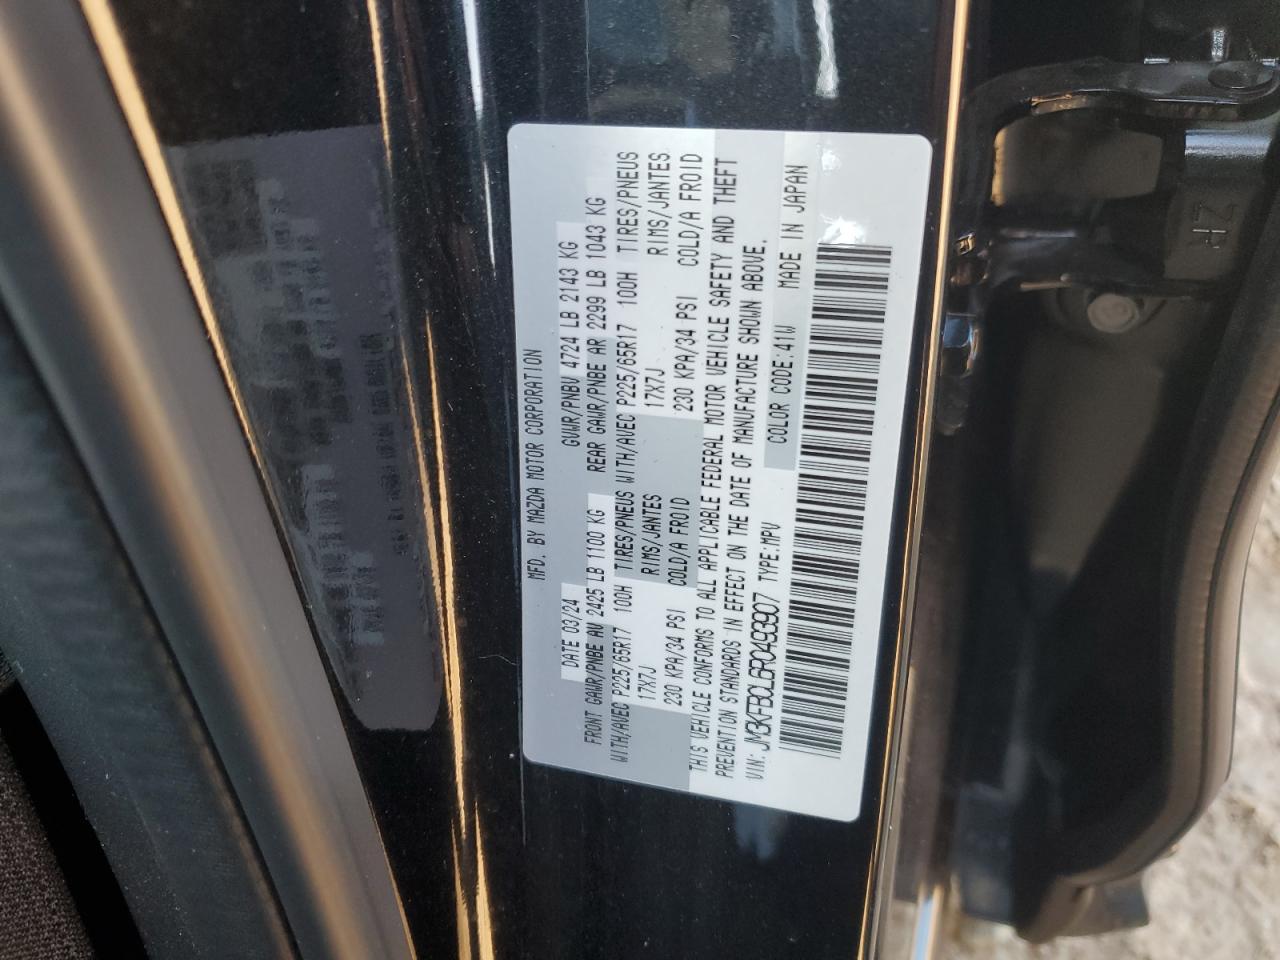 MFD. BY MAZDA MOTOR CORPORATION
DATE 03/24 GVWR/PNBV 4724 LB 2143 KG
FRONT GAWR/PNBE AV 2425 LB 1100 KG REAR GAWR/PNBE AR 2299 LB 1043 KG
WITH/AVEC P225/65R17 100H TIRES/PNEUS WITH/AVEC P225/65R17 100H TIRES/PNEUS
17X7J RIMS/JANTES 17X7J RIMS/JANTES
230 KPA/34 PSI COLD/A FROID 230 KPA/34 PSI COLD/A FROID
THIS VEHICLE CONFORMS TO ALL APPLICABLE FEDERAL MOTOR VEHICLE SAFETY AND THEFT
PREVENTION STANDARDS IN EFFECT ON THE DATE OF MANUFACTURE SHOWN ABOVE.
VIN: JM3KFBCL6R0493907 TYPE:MPV COLOR CODE:41W MADE IN JAPAN
HZ